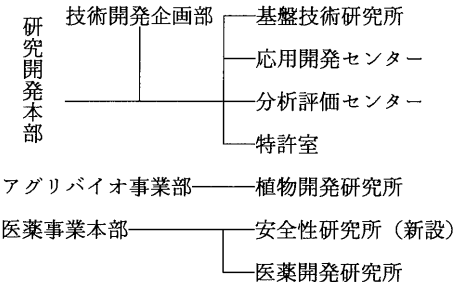 研究開発本部
技術開発企画部
基盤技術研究所
応用開発センター
分析評価センター
特許室
アグリバイオ事業部
植物開発研究所
医薬事業本部
安全性研究所（新設）
医薬開発研究所